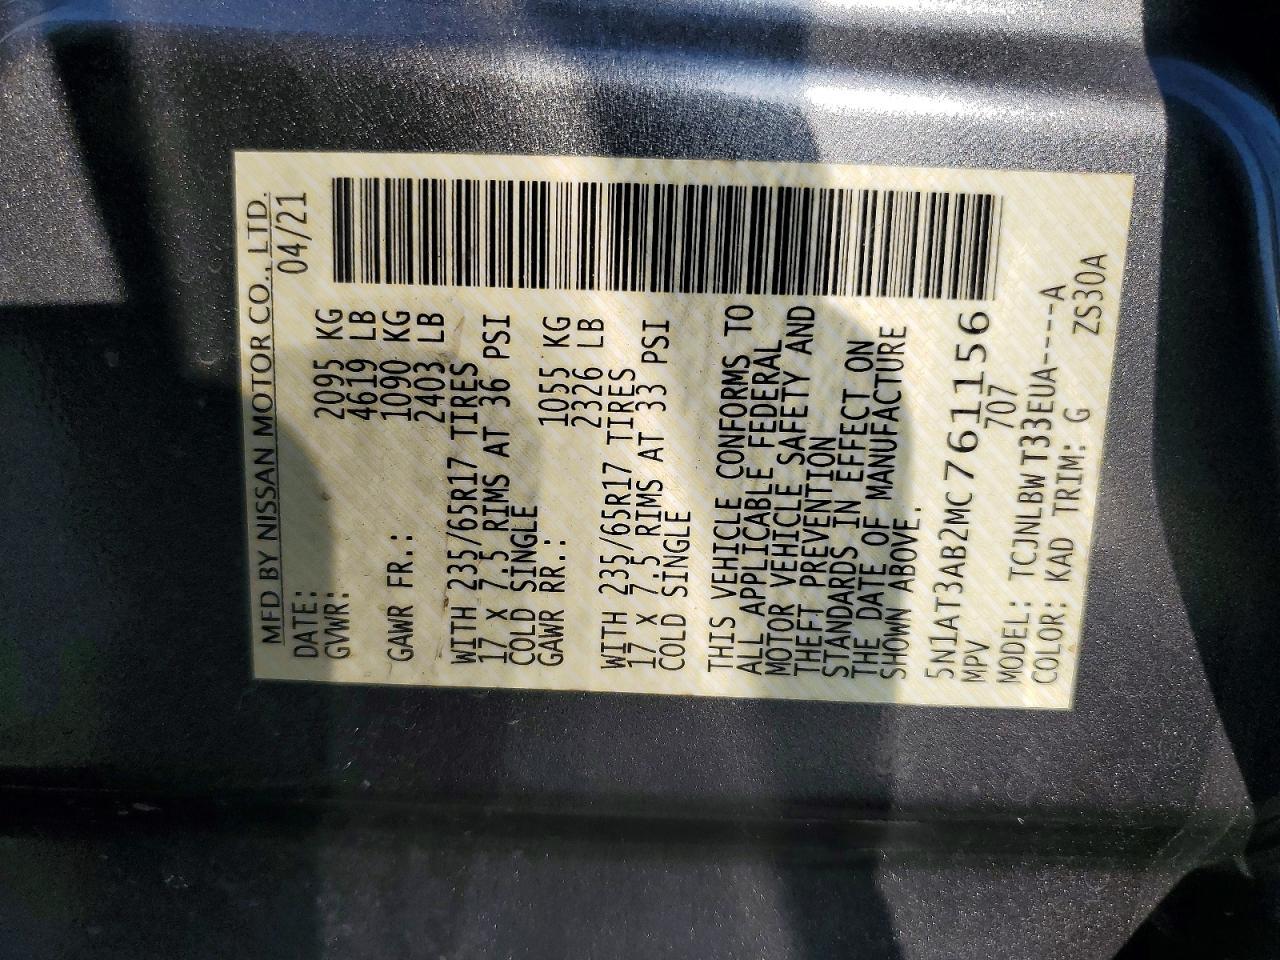 MFD BY NISSAN MOTOR CO., LTD.
DATE: 04/21
GVWR: 2095 KG
4619 LB
GAWR FR.: 1090 KG
2403 LB
WITH 235/65R17 TIRES
17 X 7.5 RIMS AT 36 PSI
COLD SINGLE
GAWR RR.: 1055 KG
2326 LB
WITH 235/65R17 TIRES
17 X 7.5 RIMS AT 33 PSI
COLD SINGLE
THIS VEHICLE CONFORMS TO
ALL APPLICABLE FEDERAL
MOTOR VEHICLE SAFETY AND
THEFT PREVENTION
STANDARDS IN EFFECT ON
THE DATE OF MANUFACTURE
SHOWN ABOVE.
5N1AT3AB2MC761156
MPV 707
MODEL: TCJNLBW T33EUA----A
COLOR: KAD TRIM: G ZS30A